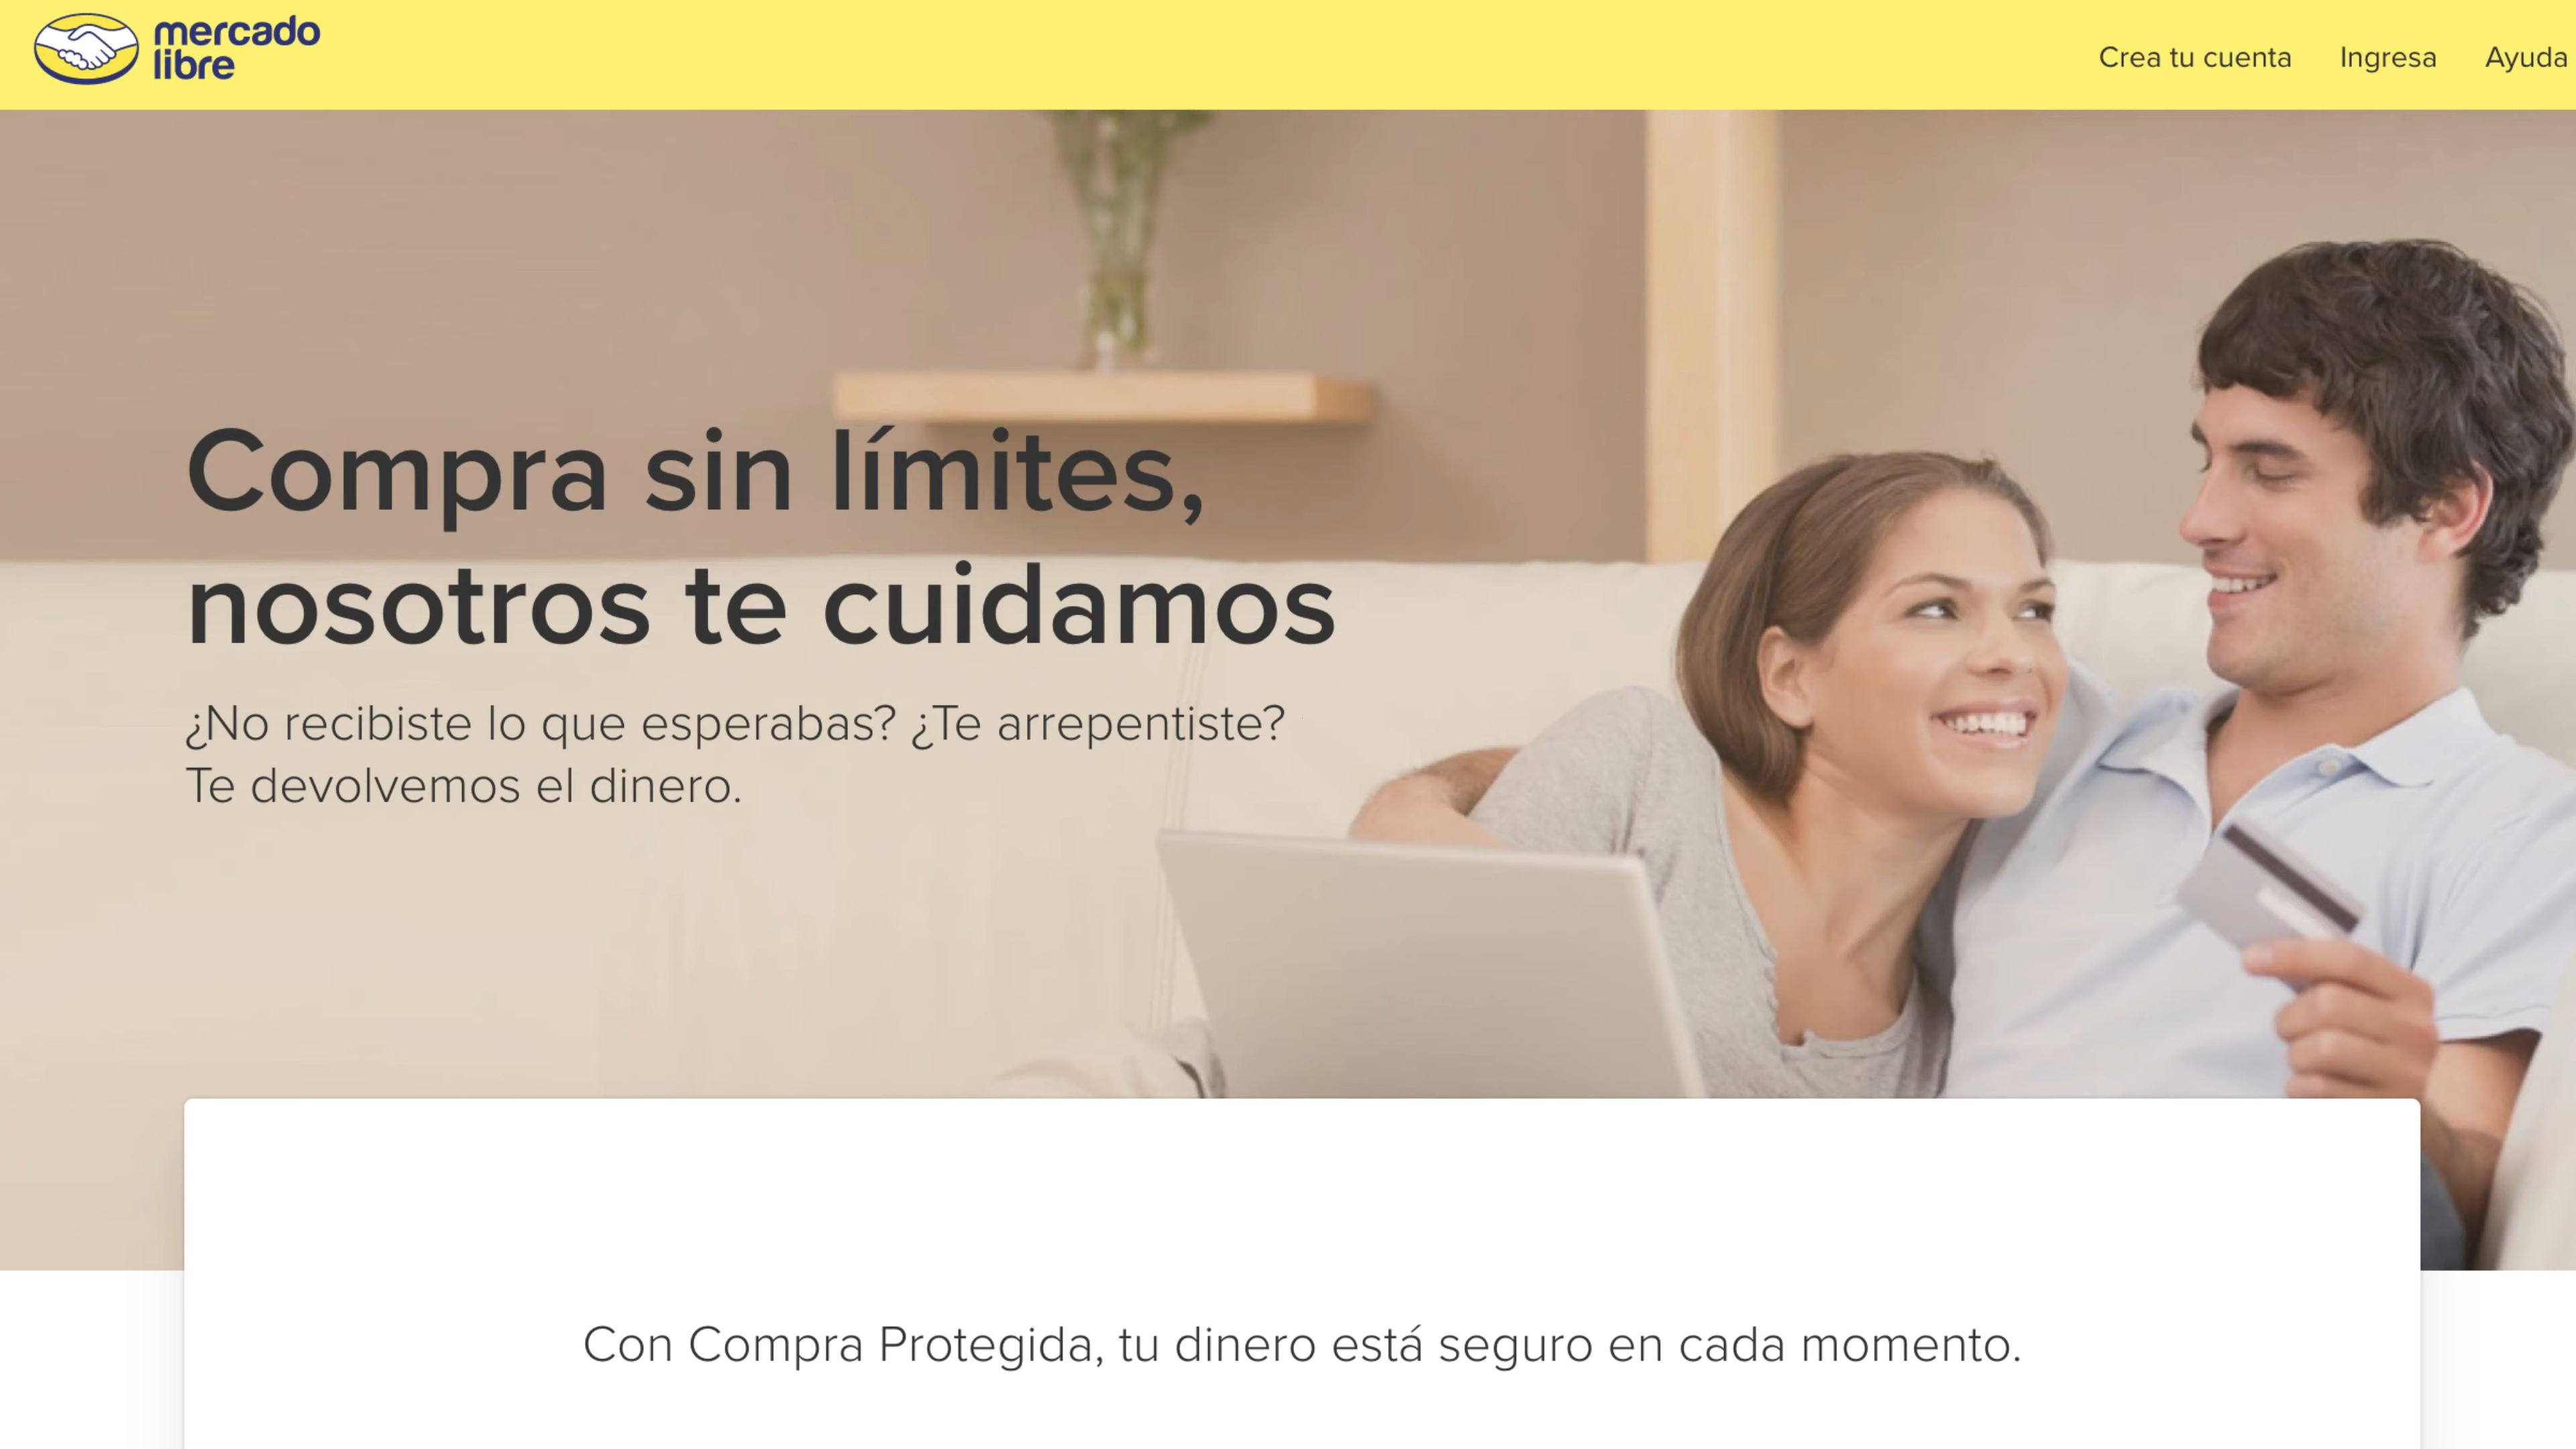 mercado
libre
Crea tu cuenta
Ingresa
Ayuda
Compra sin límites,
nosotros te cuidamos
¿No recibiste lo que esperabas? ¿Te arrepentiste?
Te devolvemos el dinero.
Con Compra Protegida, tu dinero está seguro en cada momento.